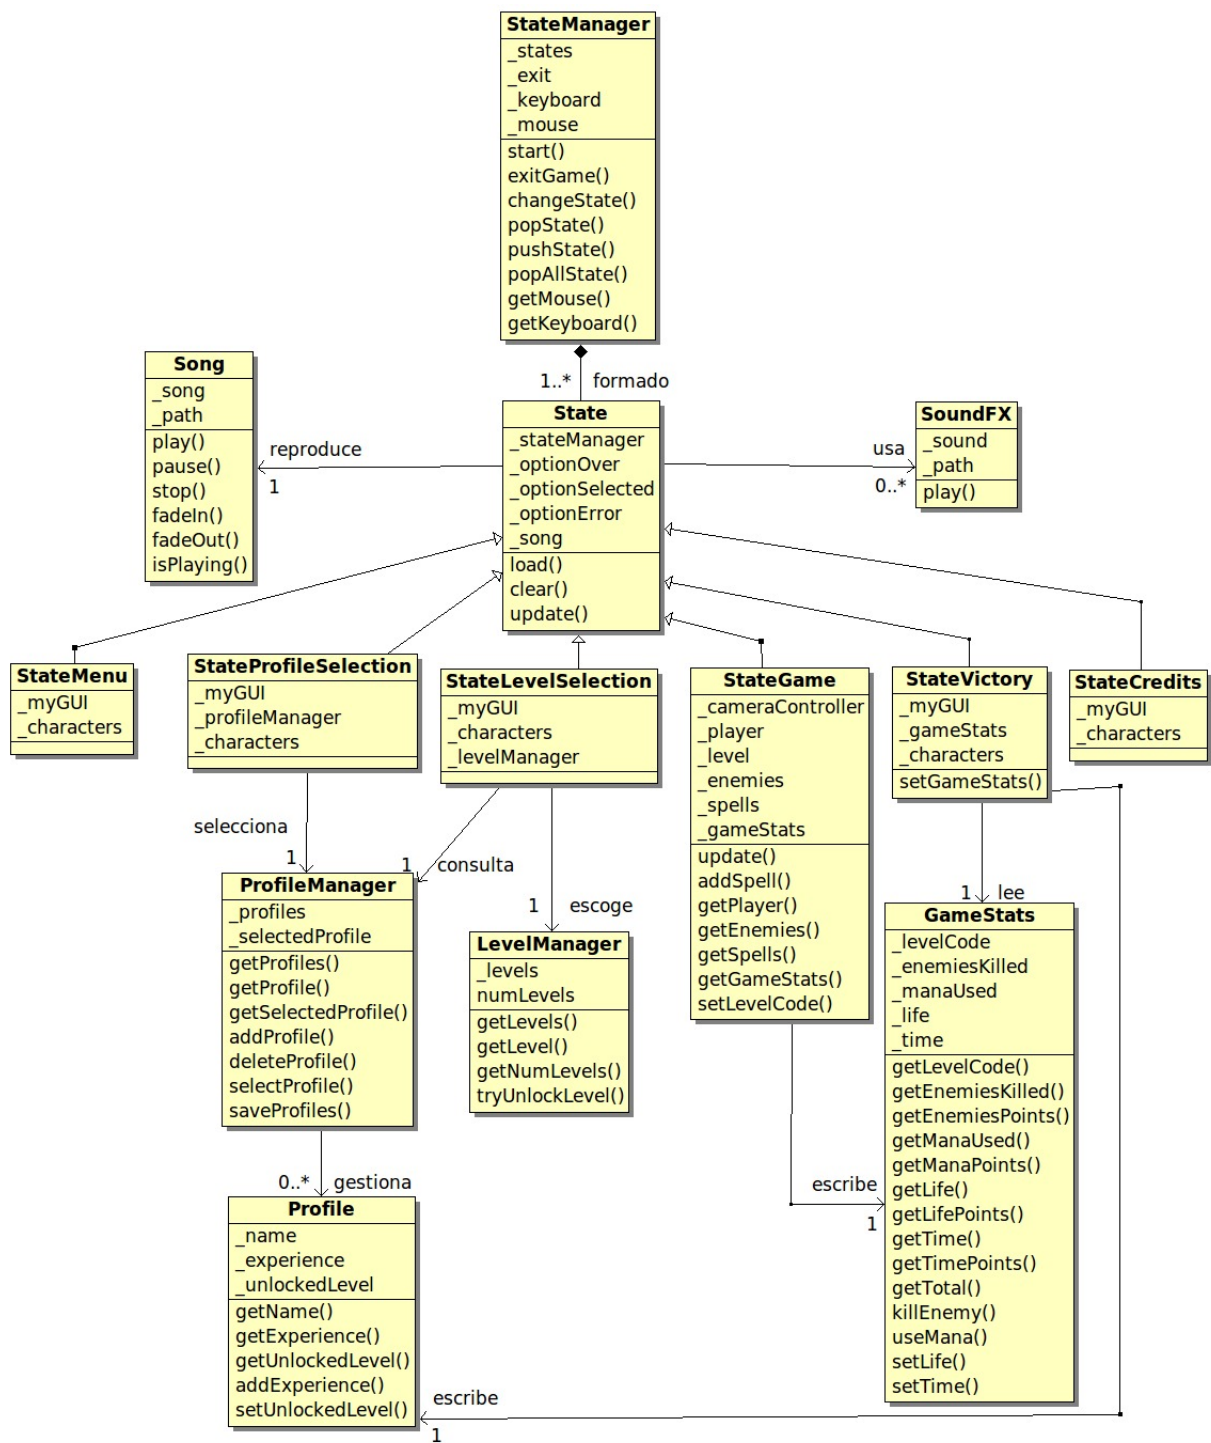 StateManager
_states
_exit
_keyboard
_mouse
start()
exitGame()
changeState()
popState()
pushState()
popAllState()
getMouse()
getKeyboard()
1..* formado
Song
_song
_path
play()
pause()
stop()
fadeIn()
fadeOut()
isPlaying()
reproduce
1
State
_stateManager
_optionOver
_optionSelected
_optionError
_song
load()
clear()
update()
usa
0..*
SoundFX
_sound
_path
play()
StateMenu
_myGUI
_characters
StateProfileSelection
_myGUI
_profileManager
_characters
StateLevelSelection
_myGUI
_characters
_levelManager
StateGame
_cameraController
_player
_level
_enemies
_spells
_gameStats
update()
addSpell()
getPlayer()
getEnemies()
getSpells()
getGameStats()
setLevelCode()
StateVictory
_myGUI
_gameStats
_characters
setGameStats()
StateCredits
_myGUI
_characters
selecciona
1
1 consulta
1 escoge
1 lee
ProfileManager
_profiles
_selectedProfile
getProfiles()
getProfile()
getSelectedProfile()
addProfile()
deleteProfile()
selectProfile()
saveProfiles()
LevelManager
_levels
numLevels
getLevels()
getLevel()
getNumLevels()
tryUnlockLevel()
GameStats
_levelCode
_enemiesKilled
_manaUsed
_life
_time
getLevelCode()
getEnemiesKilled()
getEnemiesPoints()
getManaUsed()
getManaPoints()
getLife()
getLifePoints()
getTime()
getTimePoints()
getTotal()
killEnemy()
useMana()
setLife()
setTime()
escribe
1
0..* gestiona
Profile
_name
_experience
_unlockedLevel
getName()
getExperience()
getUnlockedLevel()
addExperience()
setUnlockedLevel()
escribe
1